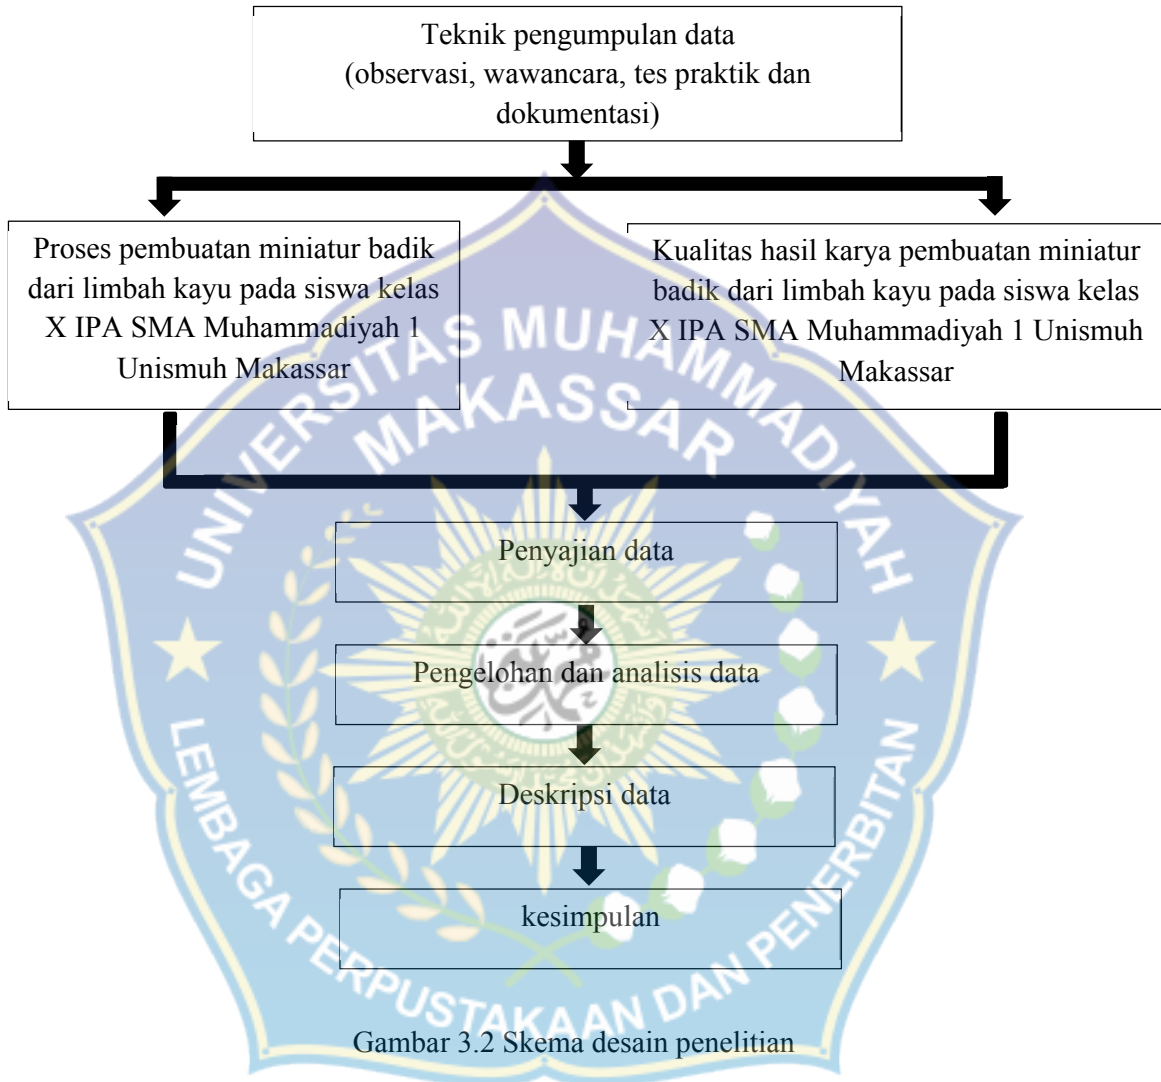 Teknik pengumpulan data
(observasi, wawancara, tes praktik dan
dokumentasi)
Proses pembuatan miniatur badik
dari limbah kayu pada siswa kelas
X IPA SMA Muhammadiyah 1
Unismuh Makassar
Kualitas hasil karya pembuatan miniatur
badik dari limbah kayu pada siswa kelas
X IPA SMA Muhammadiyah 1 Unismuh
Makassar
UNIVERSITAS MUHAMMADIYAH
MAKASSAR
Penyajian data
Pengelohan dan analisis data
Deskripsi data
kesimpulan
LEMBAGA PERPUSTAKAAN DAN PENERBITAN
Gambar 3.2 Skema desain penelitian